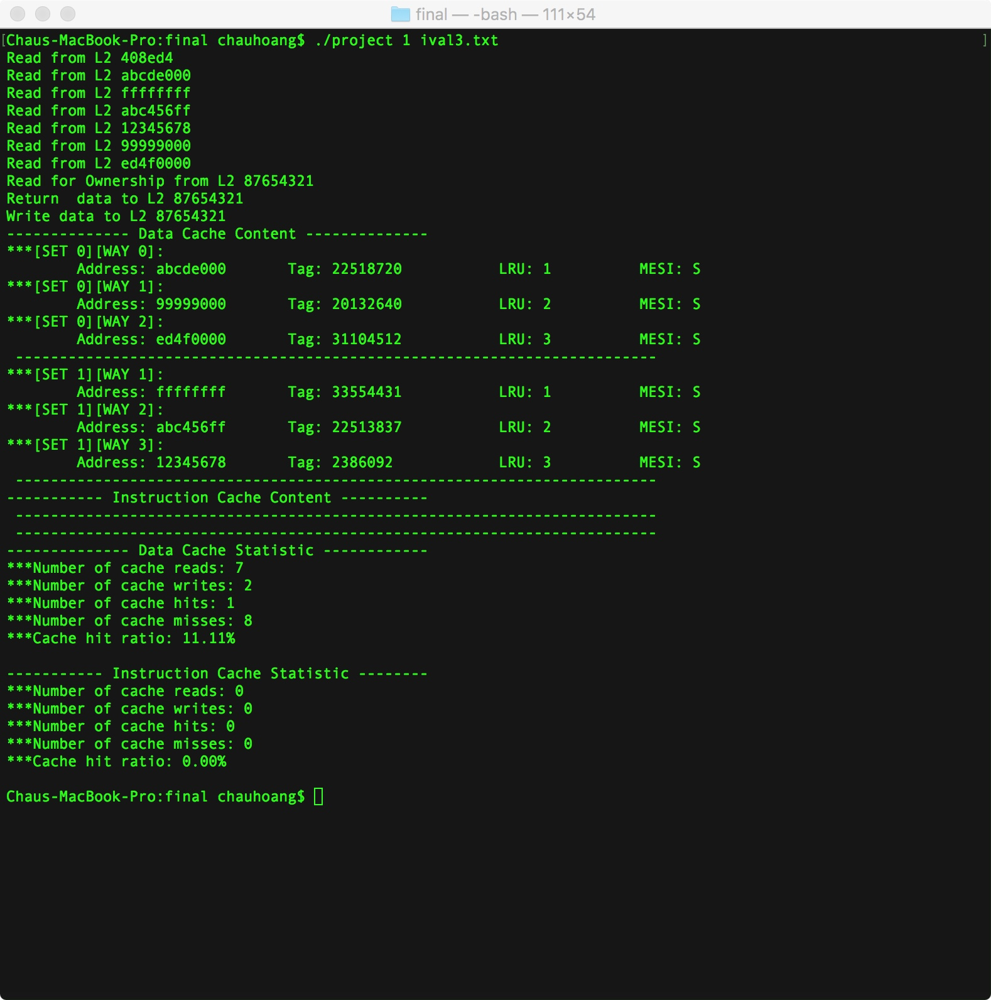 final — -bash — 111×54
[Chaus-MacBook-Pro:final chauhoang$ ./project 1 ival3.txt ]
Read from L2 408ed4
Read from L2 abcde000
Read from L2 ffffffff
Read from L2 abc456ff
Read from L2 12345678
Read from L2 99999000
Read from L2 ed4f0000
Read for Ownership from L2 87654321
Return  data to L2 87654321
Write data to L2 87654321
-------------- Data Cache Content --------------
***[SET 0][WAY 0]:
        Address: abcde000       Tag: 22518720           LRU: 1          MESI: S
***[SET 0][WAY 1]:
        Address: 99999000       Tag: 20132640           LRU: 2          MESI: S
***[SET 0][WAY 2]:
        Address: ed4f0000       Tag: 31104512           LRU: 3          MESI: S
 -------------------------------------------------------------------------
***[SET 1][WAY 1]:
        Address: ffffffff       Tag: 33554431           LRU: 1          MESI: S
***[SET 1][WAY 2]:
        Address: abc456ff       Tag: 22513837           LRU: 2          MESI: S
***[SET 1][WAY 3]:
        Address: 12345678       Tag: 2386092            LRU: 3          MESI: S
 -------------------------------------------------------------------------
----------- Instruction Cache Content ----------
 -------------------------------------------------------------------------
 -------------------------------------------------------------------------
-------------- Data Cache Statistic ------------
***Number of cache reads: 7
***Number of cache writes: 2
***Number of cache hits: 1
***Number of cache misses: 8
***Cache hit ratio: 11.11%
----------- Instruction Cache Statistic --------
***Number of cache reads: 0
***Number of cache writes: 0
***Number of cache hits: 0
***Number of cache misses: 0
***Cache hit ratio: 0.00%
Chaus-MacBook-Pro:final chauhoang$